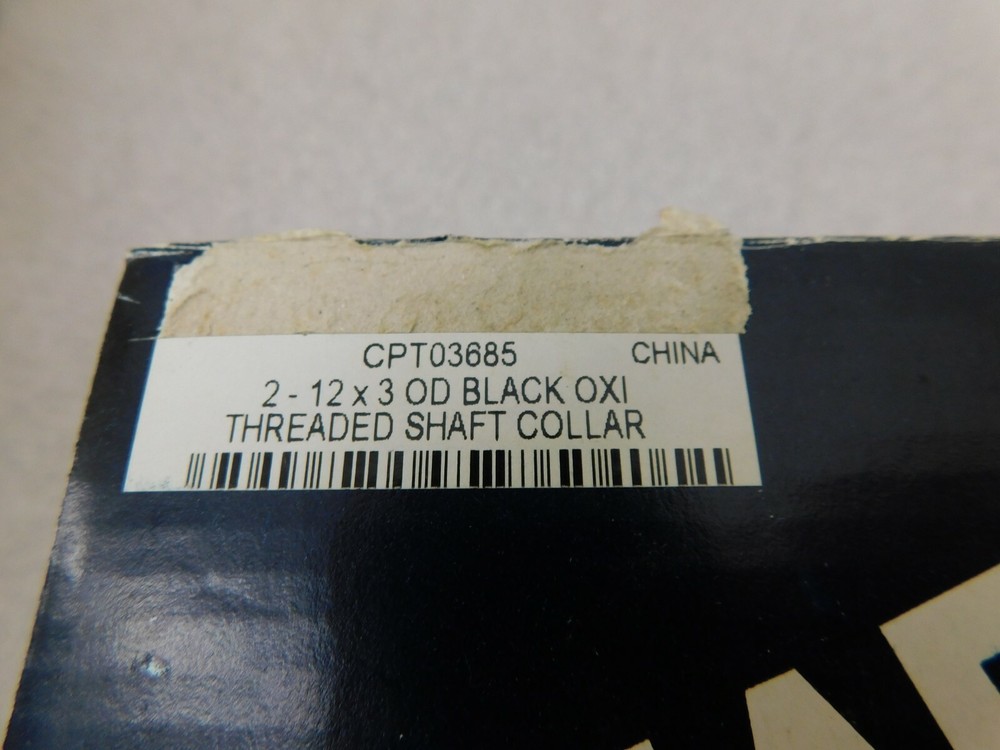 CPT03685 CHINA
2 - 12 x 3 OD BLACK OXI
THREADED SHAFT COLLAR